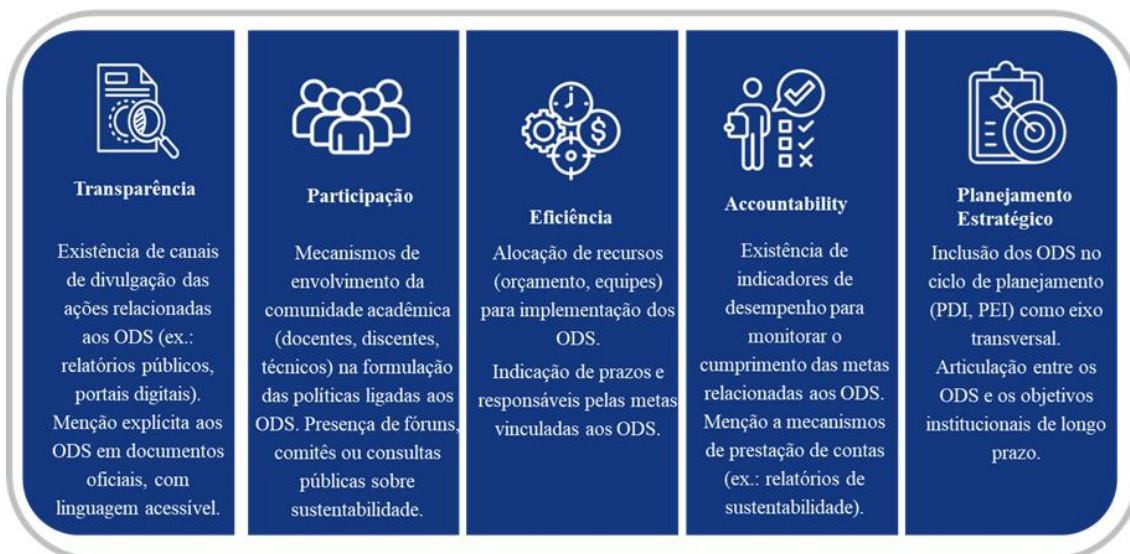 Transparência
Existência de canais
de divulgação das
ações relacionadas
aos ODS (ex.:
relatórios públicos,
portais digitais).
Menção explícita aos
ODS em documentos
oficiais, com
linguagem acessível.
Participação
Mecanismos de
envolvimento da
comunidade acadêmica
(docentes, discentes,
técnicos) na formulação
das políticas ligadas aos
ODS. Presença de fóruns,
comitês ou consultas
públicas sobre
sustentabilidade.
Eficiência
Alocação de recursos
(orçamento, equipes)
para implementação dos
ODS.
Indicação de prazos e
responsáveis pelas metas
vinculadas aos ODS.
Accountability
Existência de
indicadores de
desempenho para
monitorar o
cumprimento das metas
relacionadas aos ODS.
Menção a mecanismos
de prestação de contas
(ex.: relatórios de
sustentabilidade).
Planejamento
Estratégico
Inclusão dos ODS no
ciclo de planejamento
(PDI, PEI) como eixo
transversal.
Articulação entre os
ODS e os objetivos
institucionais de longo
prazo.